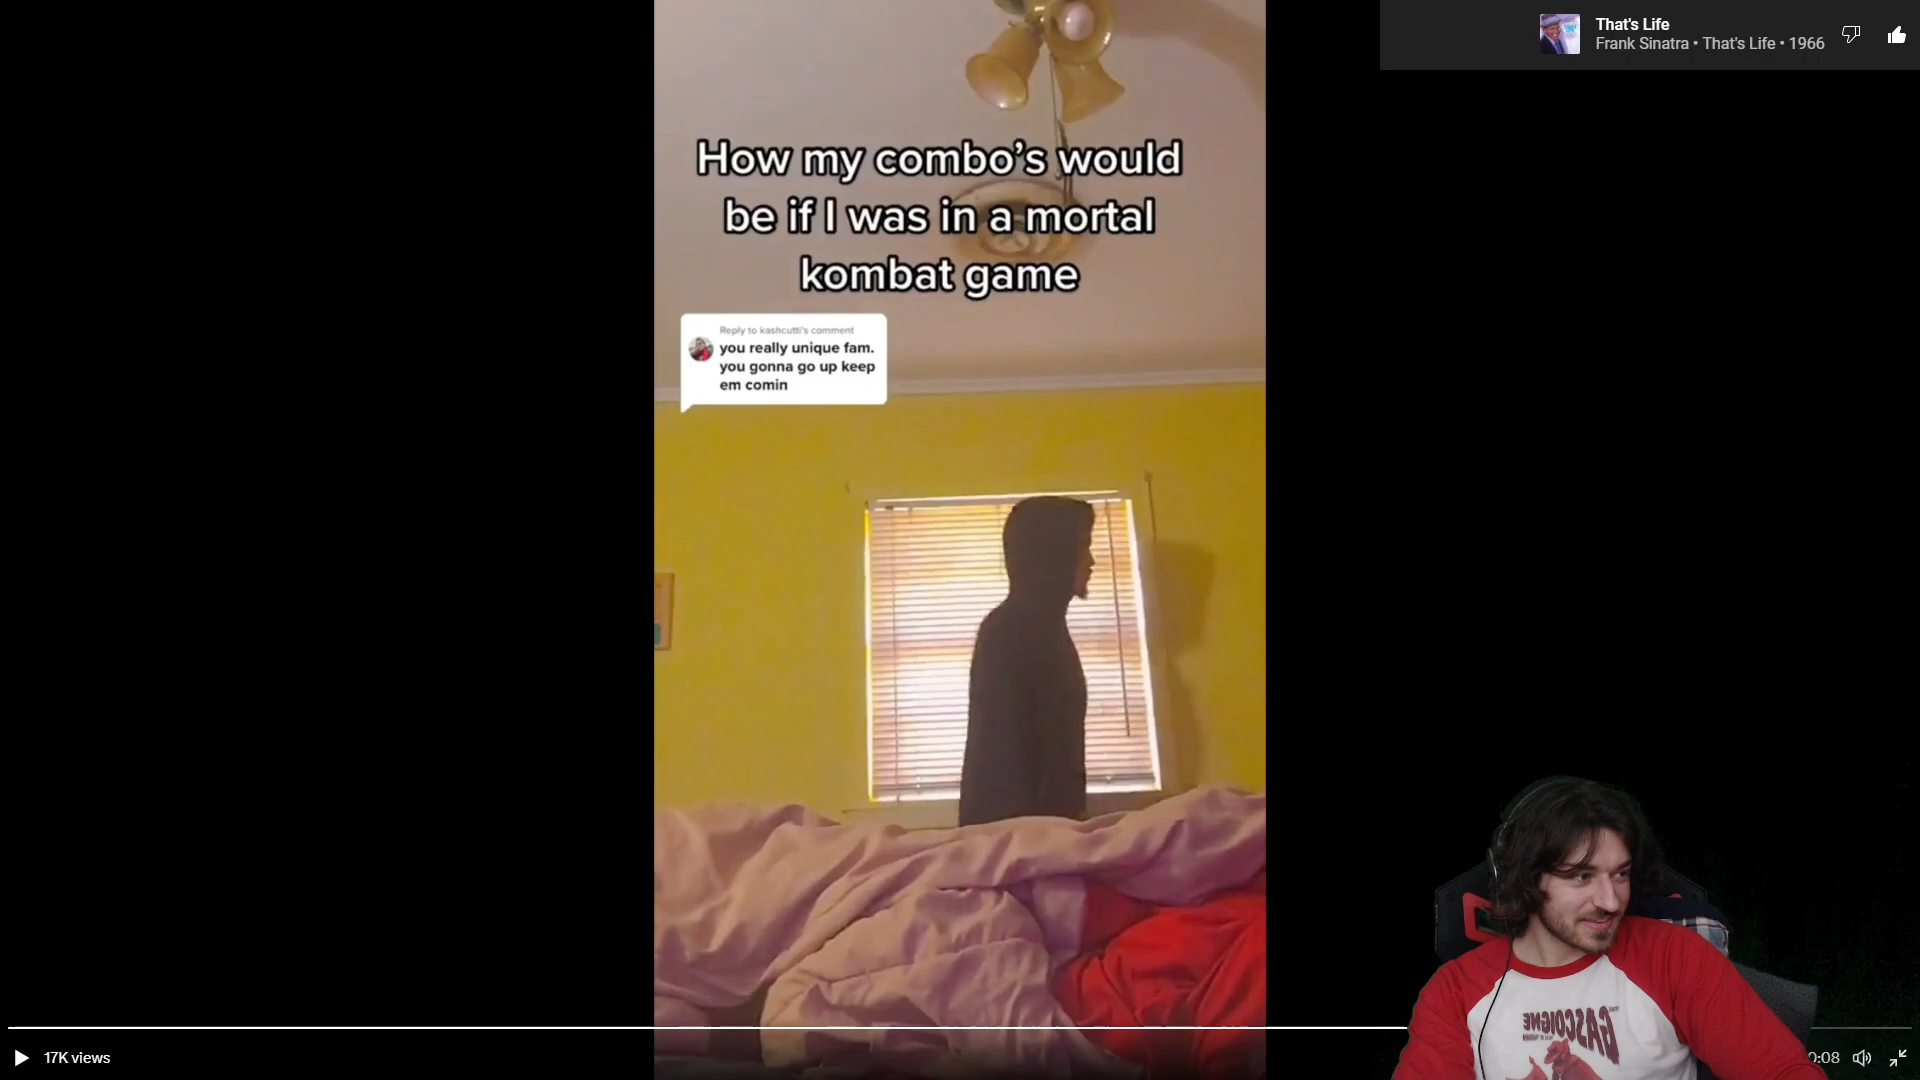 That's Life
Frank Sinatra • That's Life • 1966
How my combo's would
be if I was in a mortal
kombat game
Reply to kashcutti's comment
you really unique fam.
you gonna go up keep
em comin
GASCOIGNE
17K views
0:08